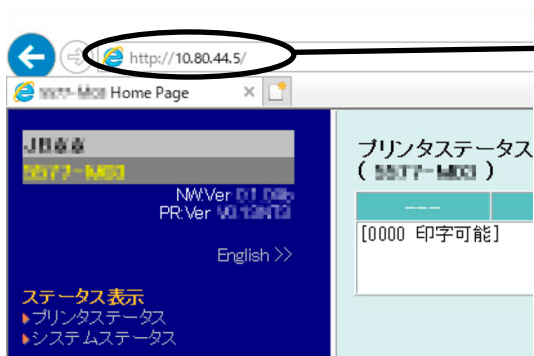 http://10.80.44.5/
Home Page
NW.Ver
PR.Ver
English >>
ステータス表示
プリンタステータス
システムステータス
プリンタステータス
(
)
---
[0000 印字可能]